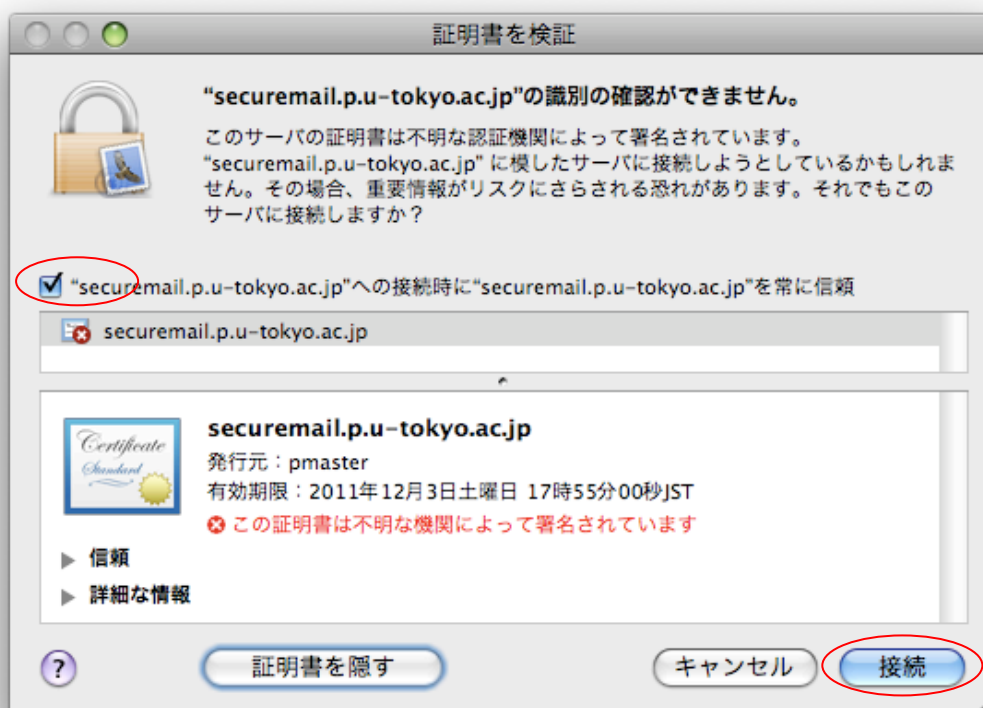 証明書を検証
“securemail.p.u-tokyo.ac.jp”の識別の確認ができません。
このサーバの証明書は不明な認証機関によって署名されています。
“securemail.p.u-tokyo.ac.jp” に模したサーバに接続しようとしているかもしれま
せん。その場合、重要情報がリスクにさらされる恐れがあります。それでもこの
サーバに接続しますか？
“securemail.p.u-tokyo.ac.jp”への接続時に“securemail.p.u-tokyo.ac.jp”を常に信頼
securemail.p.u-tokyo.ac.jp
Certificate
Standard
securemail.p.u-tokyo.ac.jp
発行元：pmaster
有効期限：2011年12月3日土曜日 17時55分00秒JST
この証明書は不明な機関によって署名されています
信頼
詳細な情報
?
証明書を隠す
キャンセル
接続